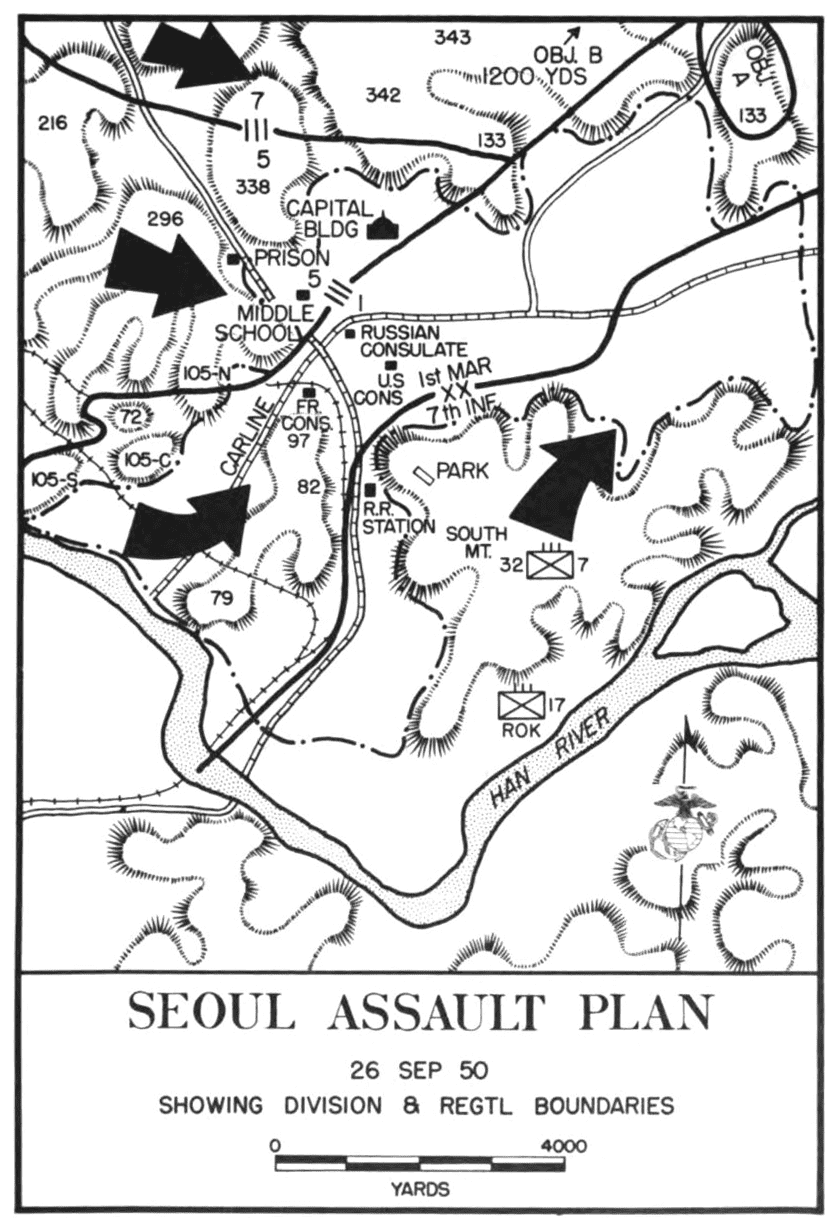 343
OBJ. B
1200 YDS
OBJ. A
133
342
133
7
5
338
216
296
CAPITAL
BLDG
PRISON
5
1
MIDDLE
SCHOOL
RUSSIAN
CONSULATE
U.S
CONS
1st MAR
XX
7th INF
105-N
72
105-C
105-S
CARLINE
FR.
CONS.
97
82
79
PARK
R.R.
STATION
SOUTH
MT.
32 7
17
ROK
HAN RIVER
SEOUL ASSAULT PLAN
26 SEP 50
SHOWING DIVISION & REGTL BOUNDARIES
0 4000
YARDS